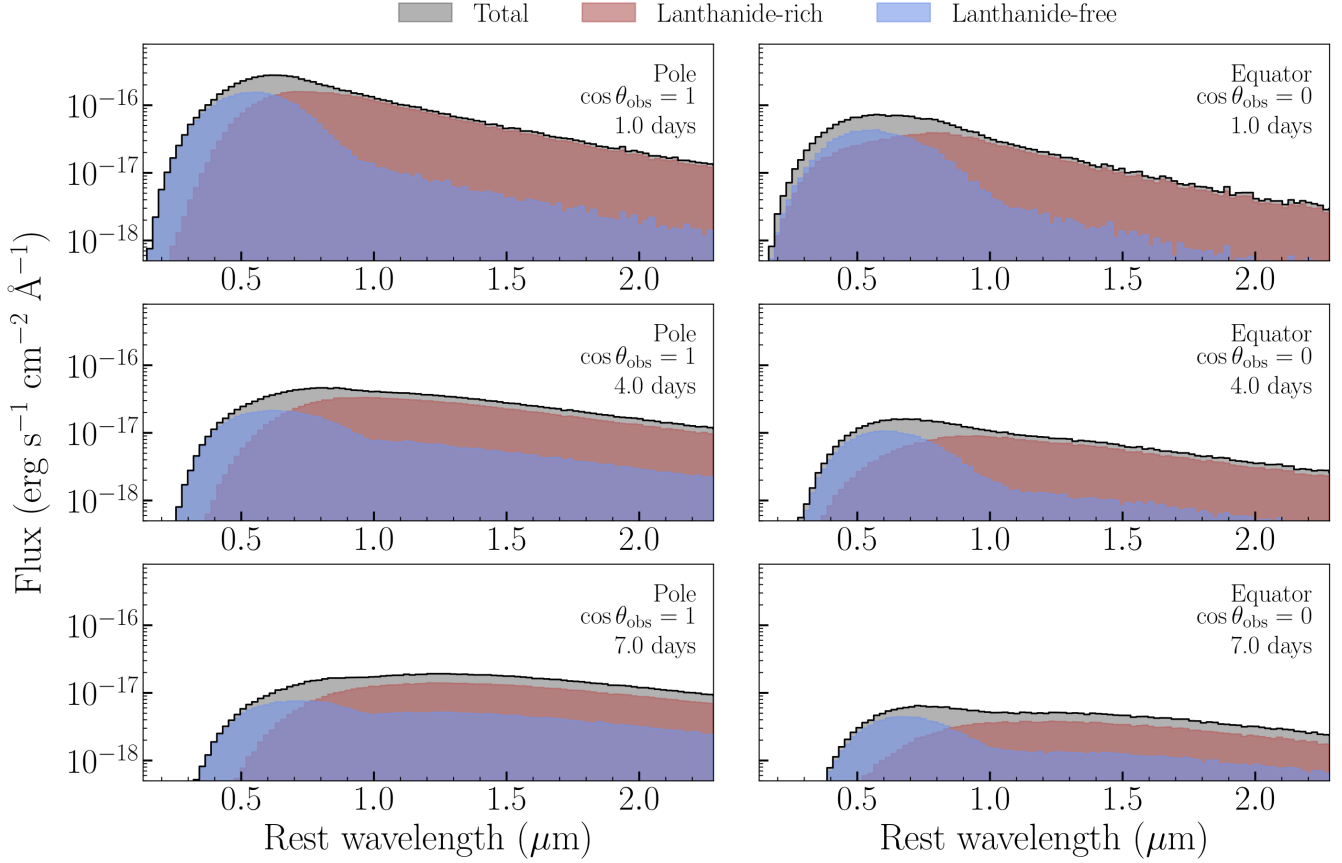 Total Lanthanide-rich Lanthanide-free
Flux (erg s⁻¹ cm⁻² Å⁻¹)
10⁻¹⁶
10⁻¹⁷
10⁻¹⁸
Pole
cos θobs = 1
1.0 days
0.5 1.0 1.5 2.0
Equator
cos θobs = 0
1.0 days
0.5 1.0 1.5 2.0
10⁻¹⁶
10⁻¹⁷
10⁻¹⁸
Pole
cos θobs = 1
4.0 days
0.5 1.0 1.5 2.0
Equator
cos θobs = 0
4.0 days
0.5 1.0 1.5 2.0
10⁻¹⁶
10⁻¹⁷
10⁻¹⁸
Pole
cos θobs = 1
7.0 days
0.5 1.0 1.5 2.0
Rest wavelength (μm)
Equator
cos θobs = 0
7.0 days
0.5 1.0 1.5 2.0
Rest wavelength (μm)